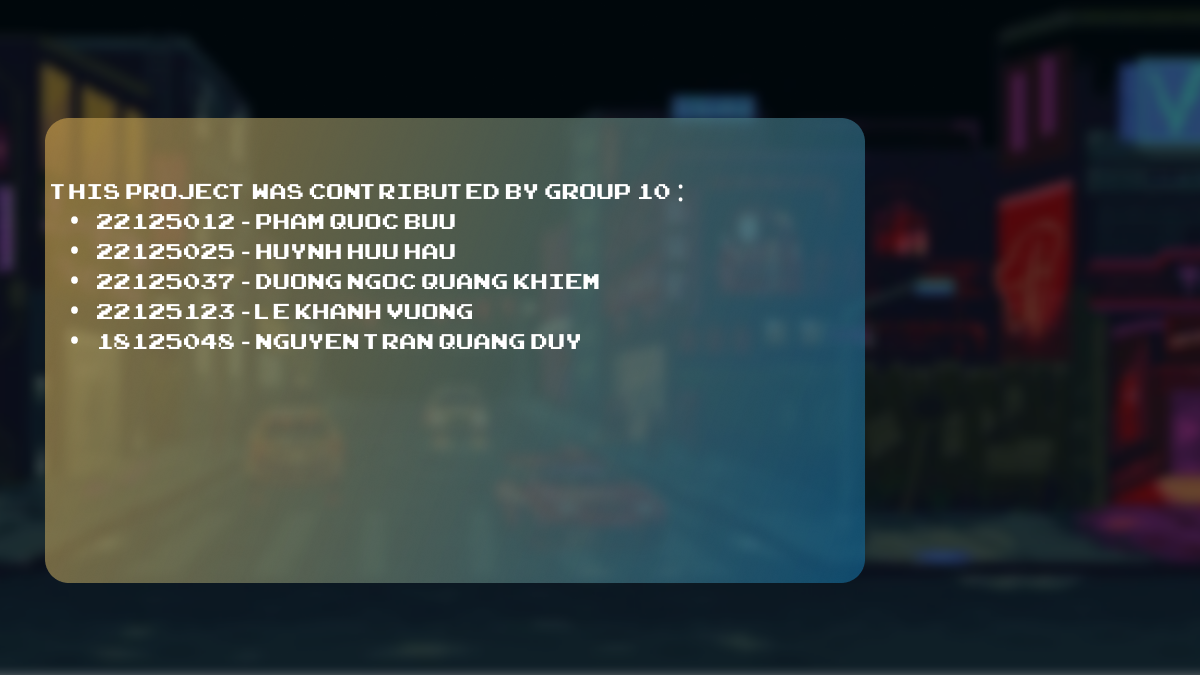 THIS PROJECT WAS CONTRIBUTED BY GROUP 10 :
• 22125012 - PHAM QUOC BUU
• 22125025 - HUYNH HUU HAU
• 22125037 - DUONG NGOC QUANG KHIEM
• 22125123 - LE KHANH VUONG
• 18125048 - NGUYEN TRAN QUANG DUY